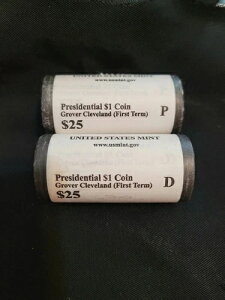 UNITED STATES MINT
www.usmint.gov
Presidential $1 Coin
Grover Cleveland (First Term)
$25
P
UNITED STATES MINT
www.usmint.gov
Presidential $1 Coin
Grover Cleveland (First Term)
$25
D